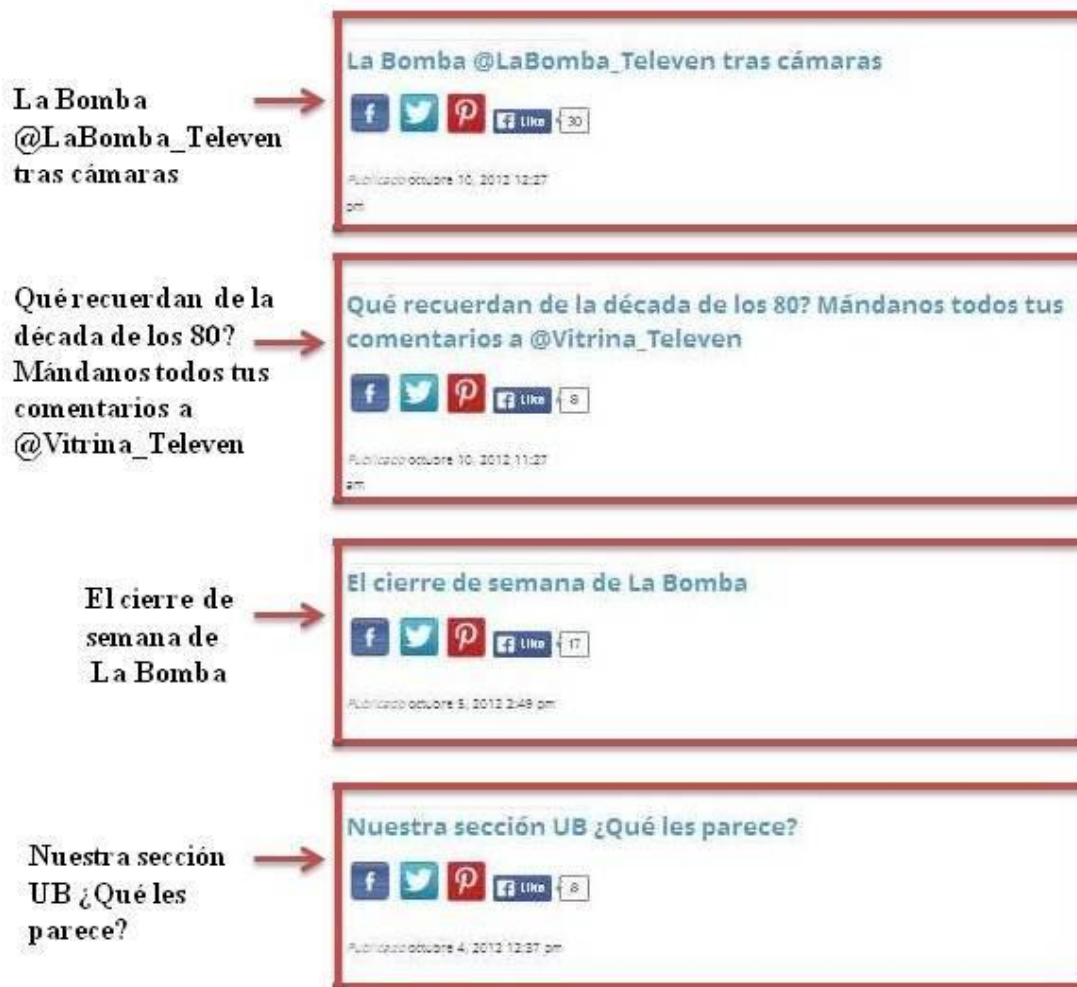 La Bomba
@LaBomba_Televen
tras cámaras
La Bomba @LaBomba_Televen tras cámaras
f Like 30
Publicado octubre 10, 2012 12:27
pm
Qué recuerdan de la
década de los 80?
Mándanos todos tus
comentarios a
@Vitrina_Televen
Qué recuerdan de la década de los 80? Mándanos todos tus
comentarios a @Vitrina_Televen
f Like 8
Publicado octubre 10, 2012 11:27
am
El cierre de
semana de
La Bomba
El cierre de semana de La Bomba
f Like 17
Publicado octubre 5, 2012 2:49 pm
Nuestra sección
UB ¿Qué les
parece?
Nuestra sección UB ¿Qué les parece?
f Like 8
Publicado octubre 4, 2012 12:37 pm